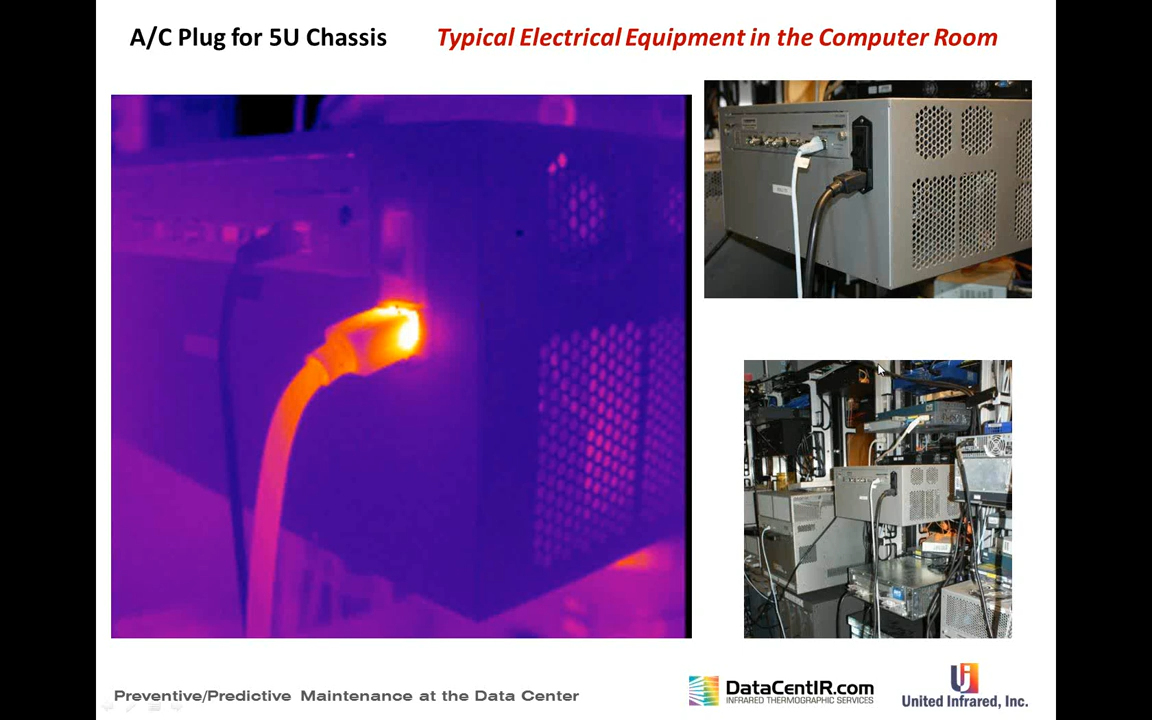 A/C Plug for 5U Chassis
Typical Electrical Equipment in the Computer Room
Preventive/Predictive Maintenance at the Data Center
DataCentIR.com
INFRARED THERMOGRAPHIC SERVICES
United Infrared, Inc.